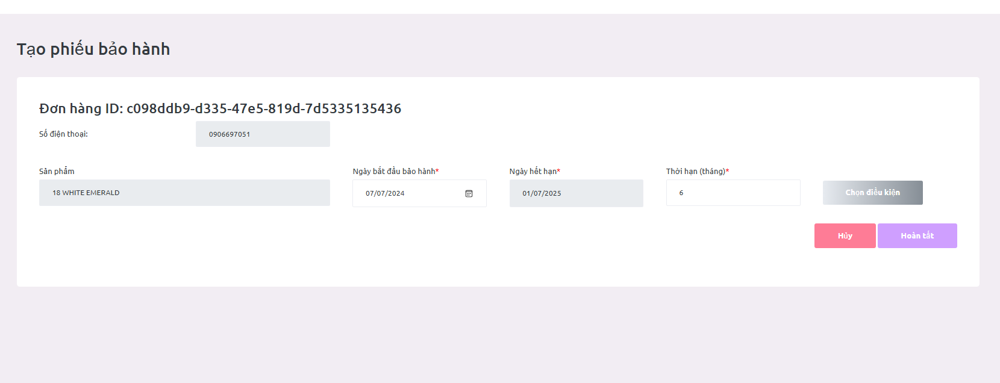 Tạo phiếu bảo hành
Đơn hàng ID: c098ddb9-d335-47e5-819d-7d5335135436
Số điện thoại: 0906697051
Sản phẩm Ngày bắt đầu bảo hành* Ngày hết hạn* Thời hạn (tháng)*
18 WHITE EMERALD 07/07/2024 01/07/2025 6 Chọn điều kiện
Hủy Hoàn tất